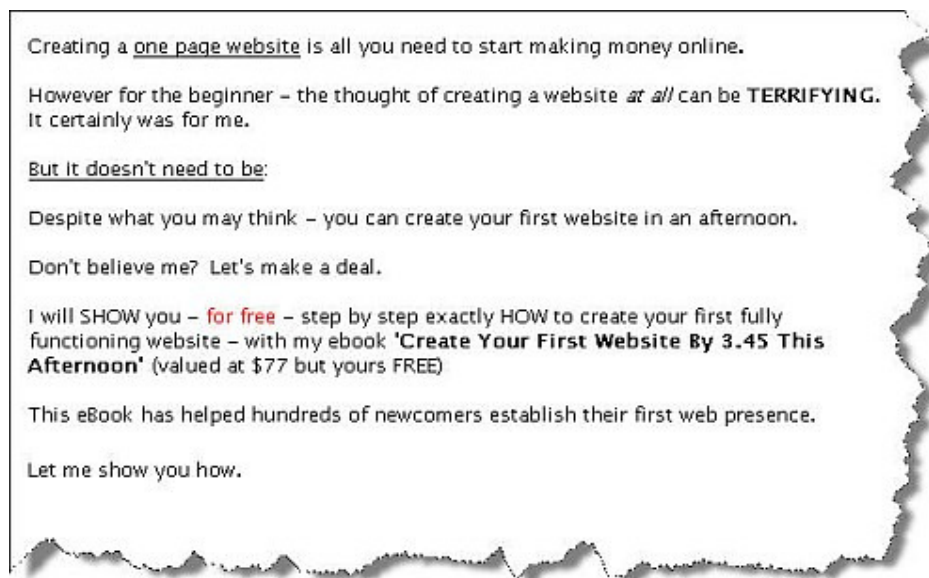 Creating a one page website is all you need to start making money online.
However for the beginner – the thought of creating a website at all can be TERRIFYING.
It certainly was for me.
But it doesn't need to be:
Despite what you may think – you can create your first website in an afternoon.
Don't believe me? Let's make a deal.
I will SHOW you – for free – step by step exactly HOW to create your first fully
functioning website – with my ebook 'Create Your First Website By 3.45 This
Afternoon' (valued at $77 but yours FREE)
This eBook has helped hundreds of newcomers establish their first web presence.
Let me show you how.